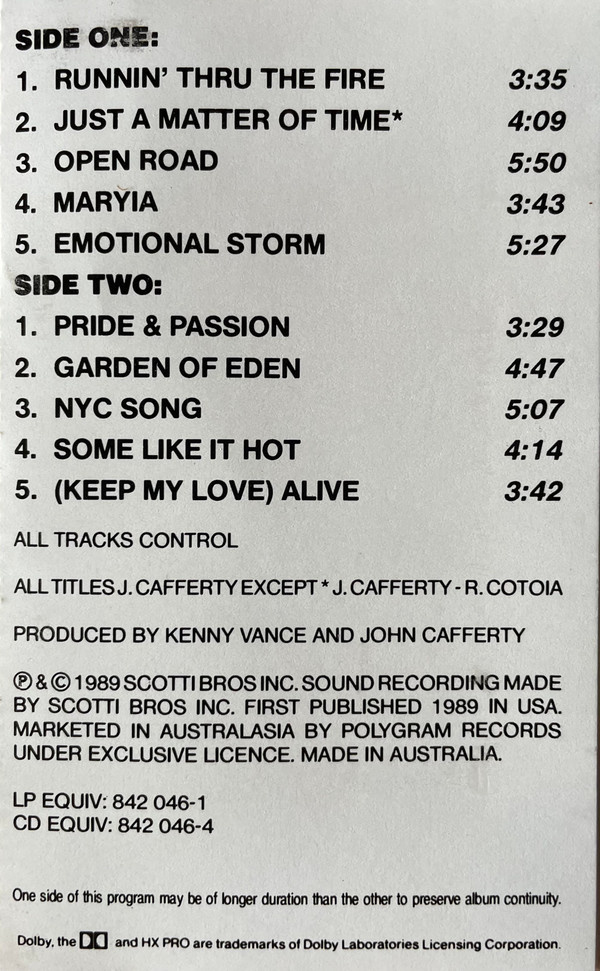 SIDE ONE:
1. RUNNIN' THRU THE FIRE 3:35
2. JUST A MATTER OF TIME* 4:09
3. OPEN ROAD 5:50
4. MARYIA 3:43
5. EMOTIONAL STORM 5:27
SIDE TWO:
1. PRIDE & PASSION 3:29
2. GARDEN OF EDEN 4:47
3. NYC SONG 5:07
4. SOME LIKE IT HOT 4:14
5. (KEEP MY LOVE) ALIVE 3:42
ALL TRACKS CONTROL
ALL TITLES J. CAFFERTY EXCEPT * J. CAFFERTY - R. COTOIA
PRODUCED BY KENNY VANCE AND JOHN CAFFERTY
℗ & © 1989 SCOTTI BROS INC. SOUND RECORDING MADE
BY SCOTTI BROS INC. FIRST PUBLISHED 1989 IN USA.
MARKETED IN AUSTRALASIA BY POLYGRAM RECORDS
UNDER EXCLUSIVE LICENCE. MADE IN AUSTRALIA.
LP EQUIV: 842 046-1
CD EQUIV: 842 046-4
One side of this program may be of longer duration than the other to preserve album continuity.
Dolby, the and HX PRO are trademarks of Dolby Laboratories Licensing Corporation.